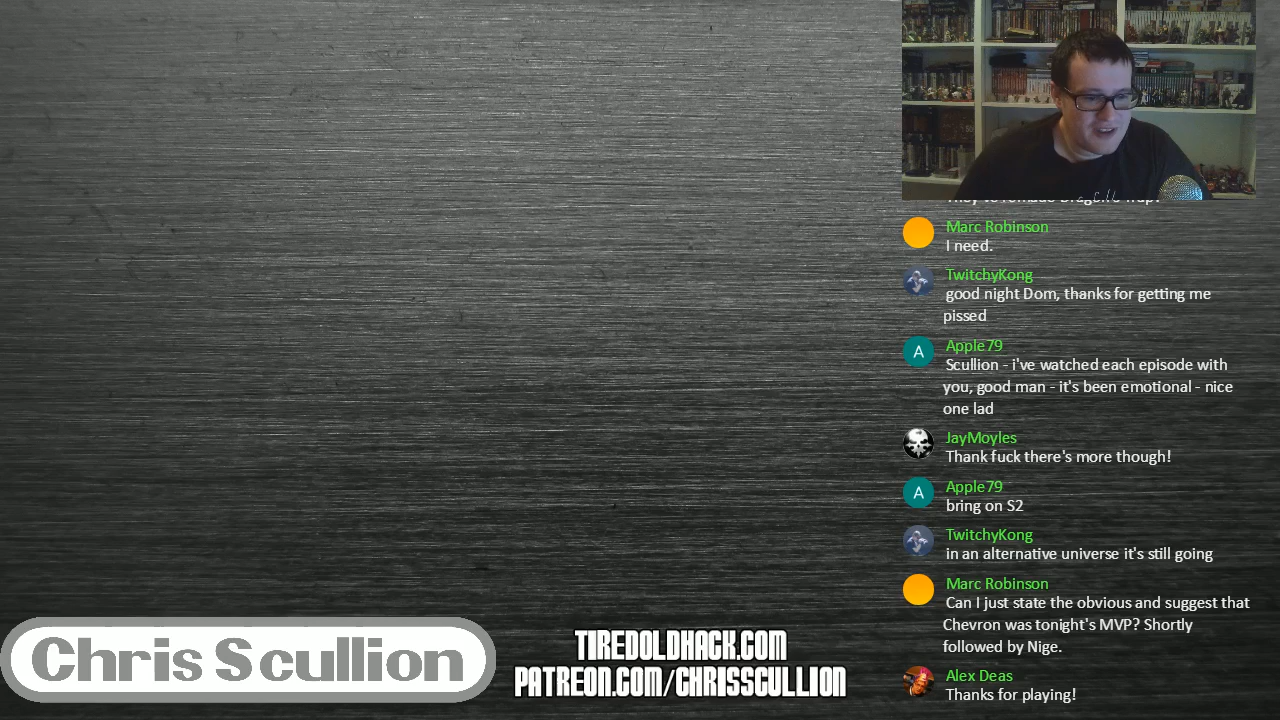 Marc Robinson
I need.
TwitchyKong
good night Dom, thanks for getting me
pissed
Apple79
A
Scullion - i've watched each episode with
you, good man - it's been emotional - nice
one lad
JayMoyles
Thank fuck there's more though!
Apple79
A
bring on S2
TwitchyKong
in an alternative universe it's still going
Marc Robinson
Can I just state the obvious and suggest that
Chevron was tonight's MVP? Shortly
followed by Nige.
Alex Deas
Thanks for playing!
Chris Scullion
TIREDOLDHACK.COM
PATREON.COM/CHRISSCULLION